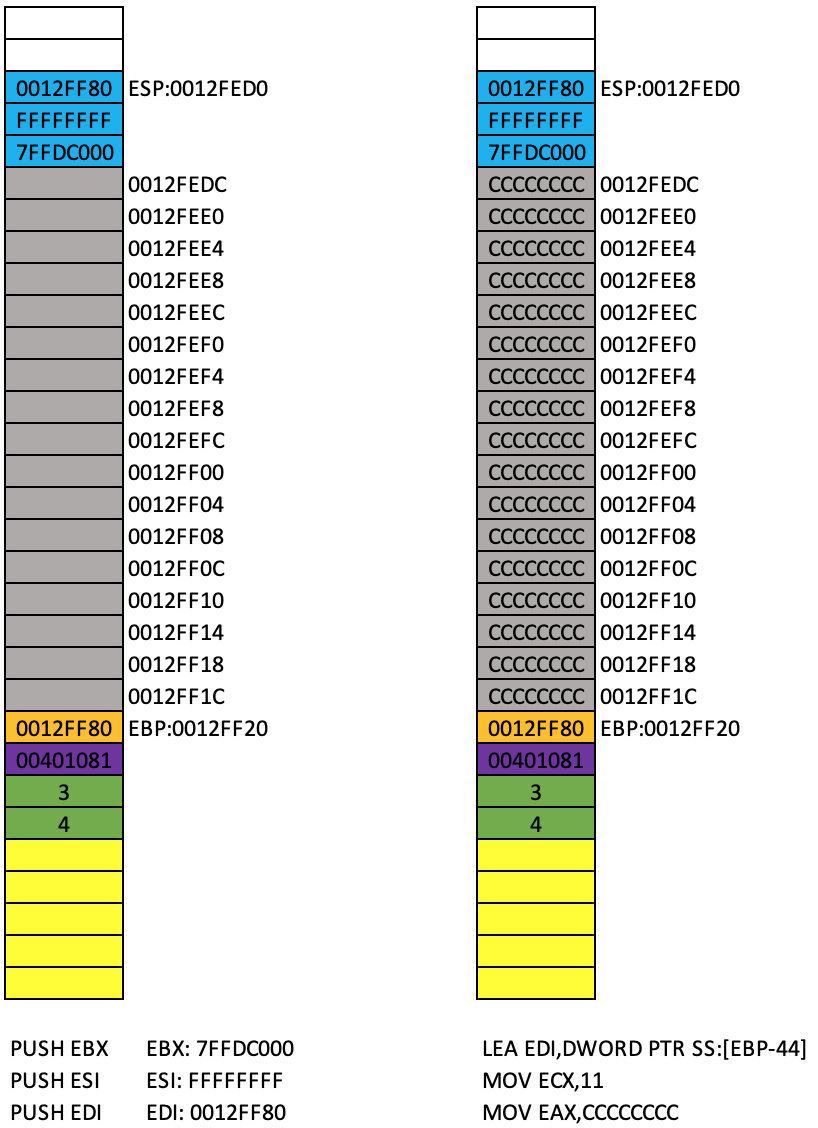 0012FF80 ESP:0012FED0 0012FF80 ESP:0012FED0
FFFFFFFF FFFFFFFF
7FFDC000 7FFDC000
0012FEDC CCCCCCCC 0012FEDC
0012FEE0 CCCCCCCC 0012FEE0
0012FEE4 CCCCCCCC 0012FEE4
0012FEE8 CCCCCCCC 0012FEE8
0012FEEC CCCCCCCC 0012FEEC
0012FEF0 CCCCCCCC 0012FEF0
0012FEF4 CCCCCCCC 0012FEF4
0012FEF8 CCCCCCCC 0012FEF8
0012FEFC CCCCCCCC 0012FEFC
0012FF00 CCCCCCCC 0012FF00
0012FF04 CCCCCCCC 0012FF04
0012FF08 CCCCCCCC 0012FF08
0012FF0C CCCCCCCC 0012FF0C
0012FF10 CCCCCCCC 0012FF10
0012FF14 CCCCCCCC 0012FF14
0012FF18 CCCCCCCC 0012FF18
0012FF1C CCCCCCCC 0012FF1C
0012FF80 EBP:0012FF20 0012FF80 EBP:0012FF20
00401081 00401081
3 3
4 4
PUSH EBX EBX: 7FFDC000 LEA EDI,DWORD PTR SS:[EBP-44]
PUSH ESI ESI: FFFFFFFF MOV ECX,11
PUSH EDI EDI: 0012FF80 MOV EAX,CCCCCCCC